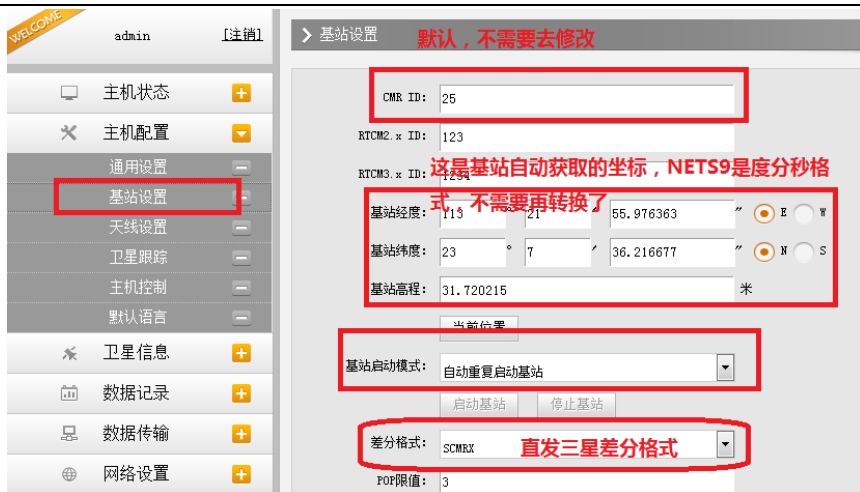 WELCOME
admin
[注销]
基站设置
默认，不需要去修改
主机状态
主机配置
通用设置
基站设置
天线设置
卫星跟踪
主机控制
默认语言
卫星信息
数据记录
数据传输
网络设置
CMR ID: 25
RTCM2.x ID: 123
RTCM3.x ID: 1234
这是基站自动获取的坐标，NETS9是度分秒格
式，不需要再转换了
基站经度: 113 ° 21 ′ 55.976363 ″ E W
基站纬度: 23 ° 7 ′ 36.216677 ″ N S
基站高程: 31.720215 米
当前位置
基站启动模式: 自动重复启动基站
启动基站 停止基站
差分格式: SCMRX 直发三星差分格式
POP限值: 3